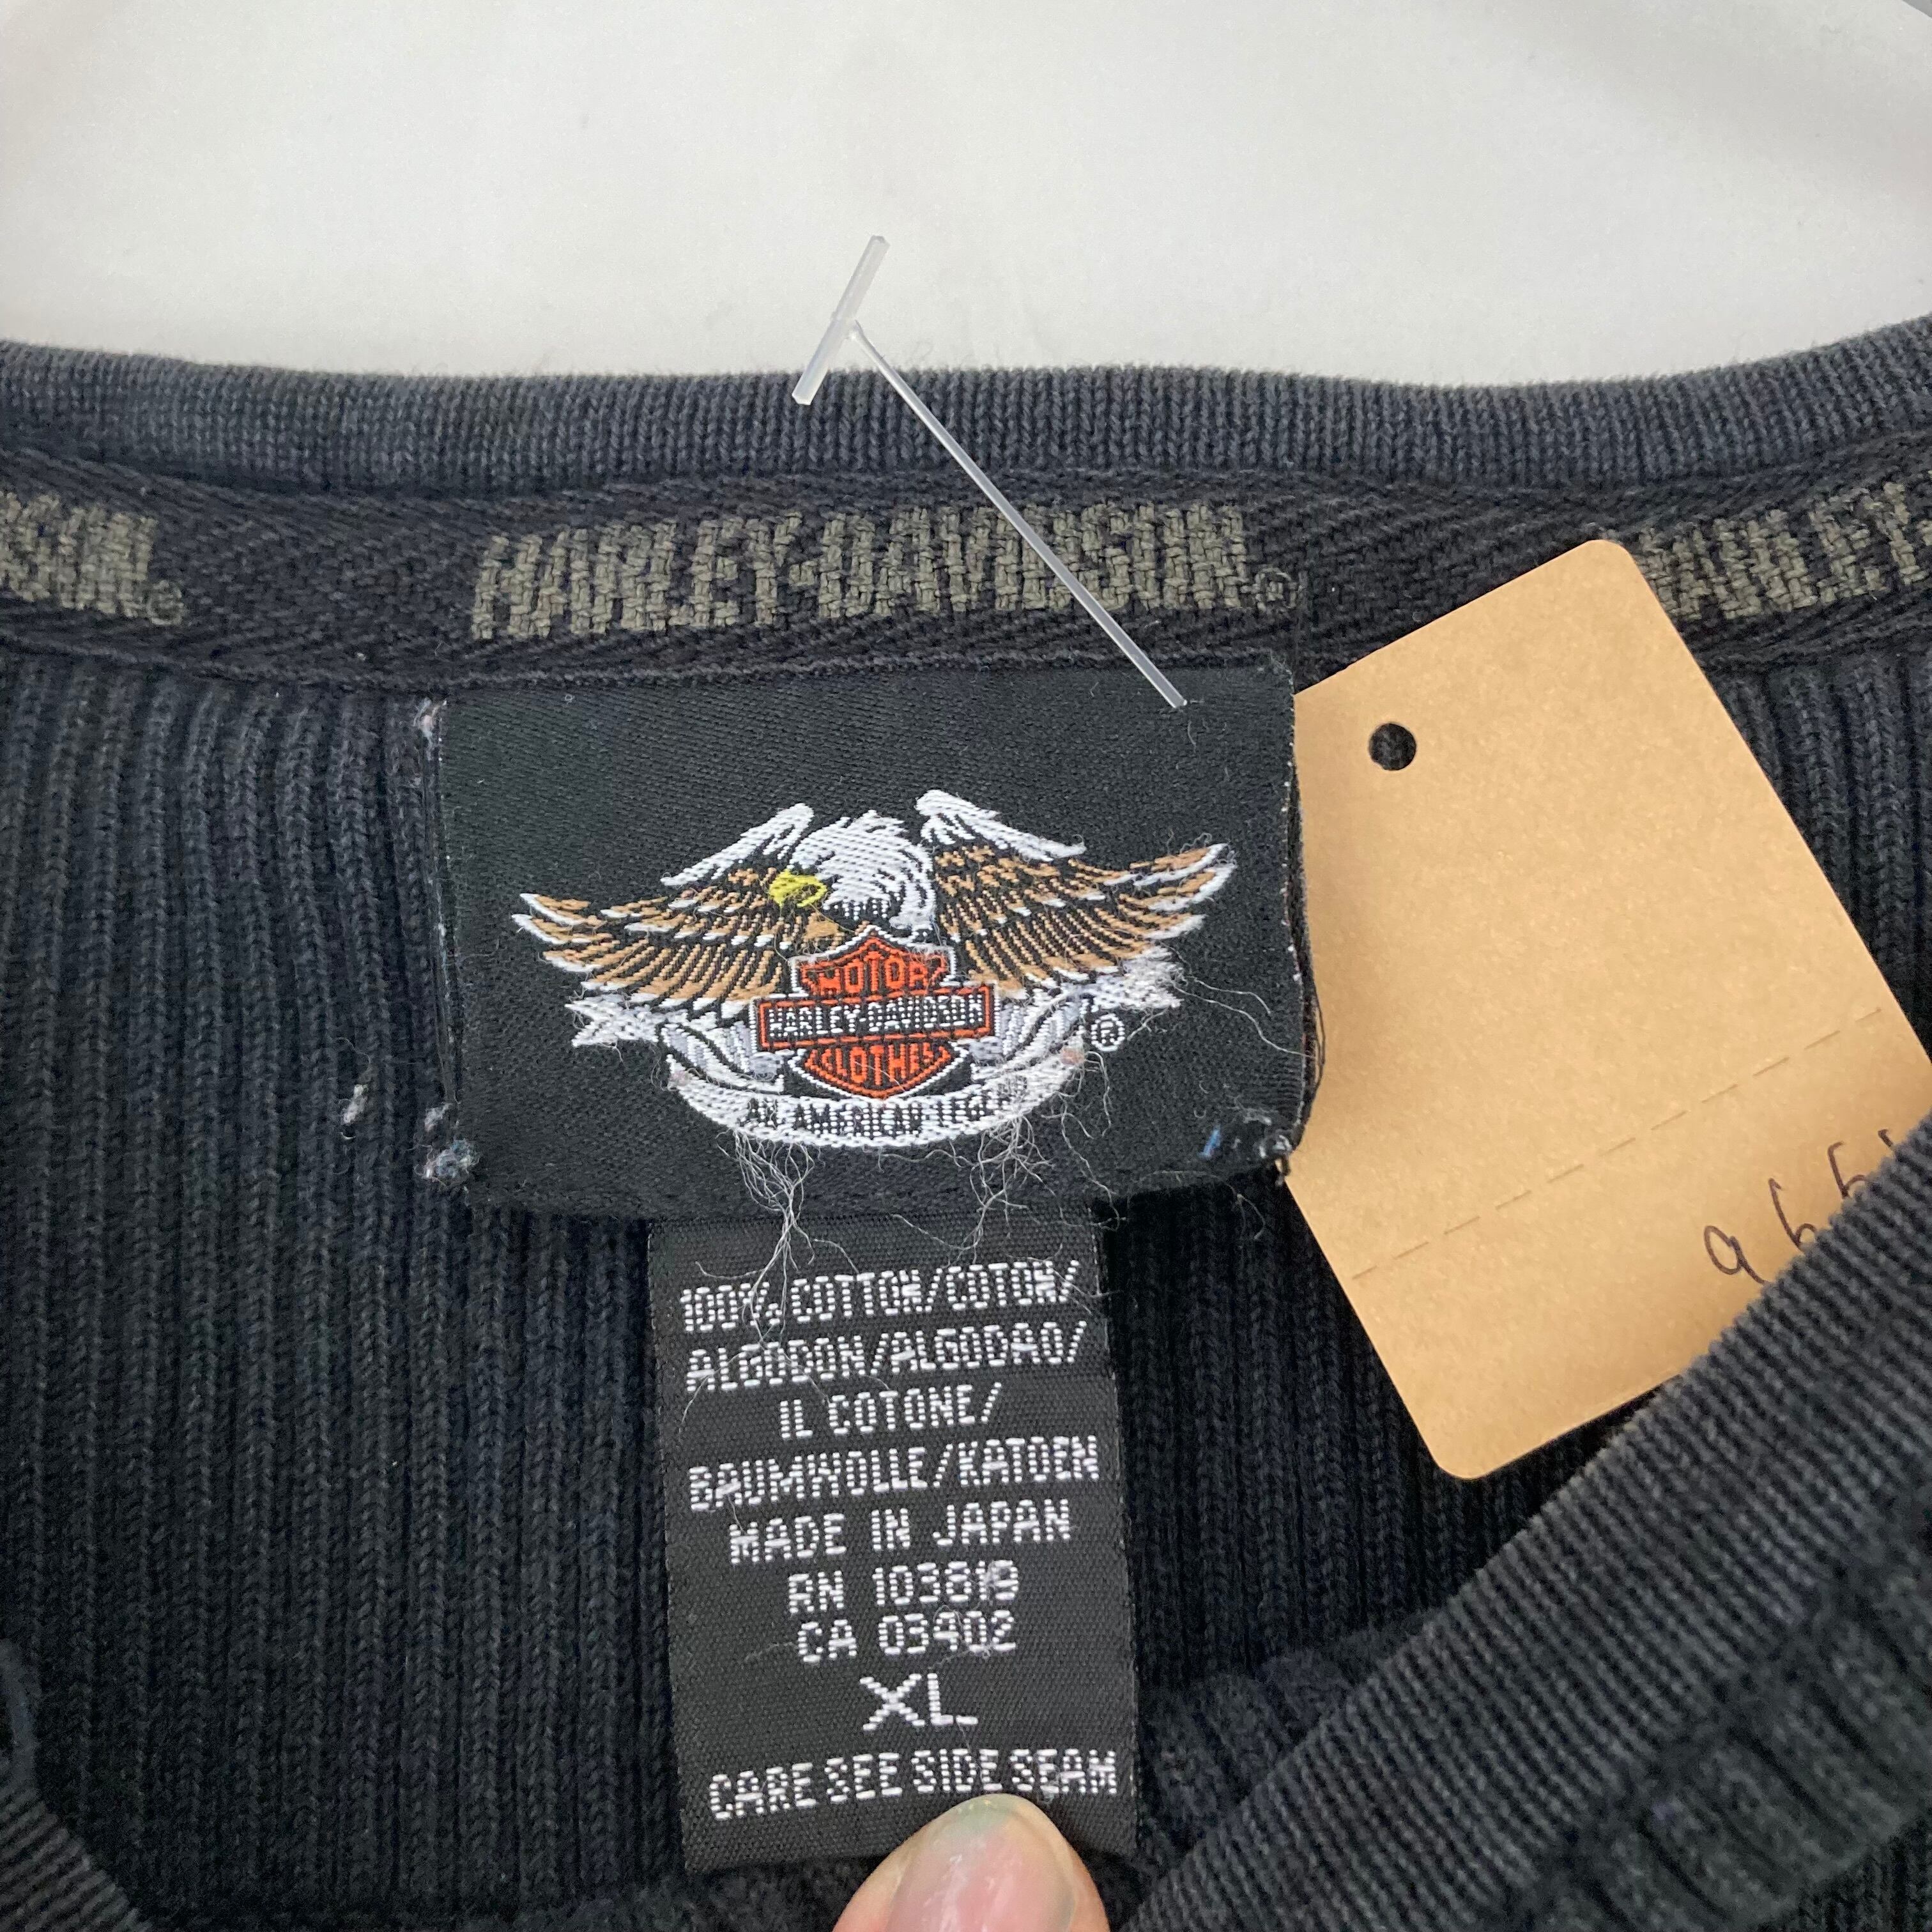 HARLEY-DAVIDSON®
HARLEY-
MOTOR
HARLEY-DAVIDSON
CLOTHES
®
AN AMERICAN LEGEND
100% COTTON/COTON/
ALGODON/ALGODAO/
IL COTONE/
BAUMWOLLE/KATOEN
MADE IN JAPAN
RN 103819
CA 03402
XL
CARE SEE SIDE SEAM